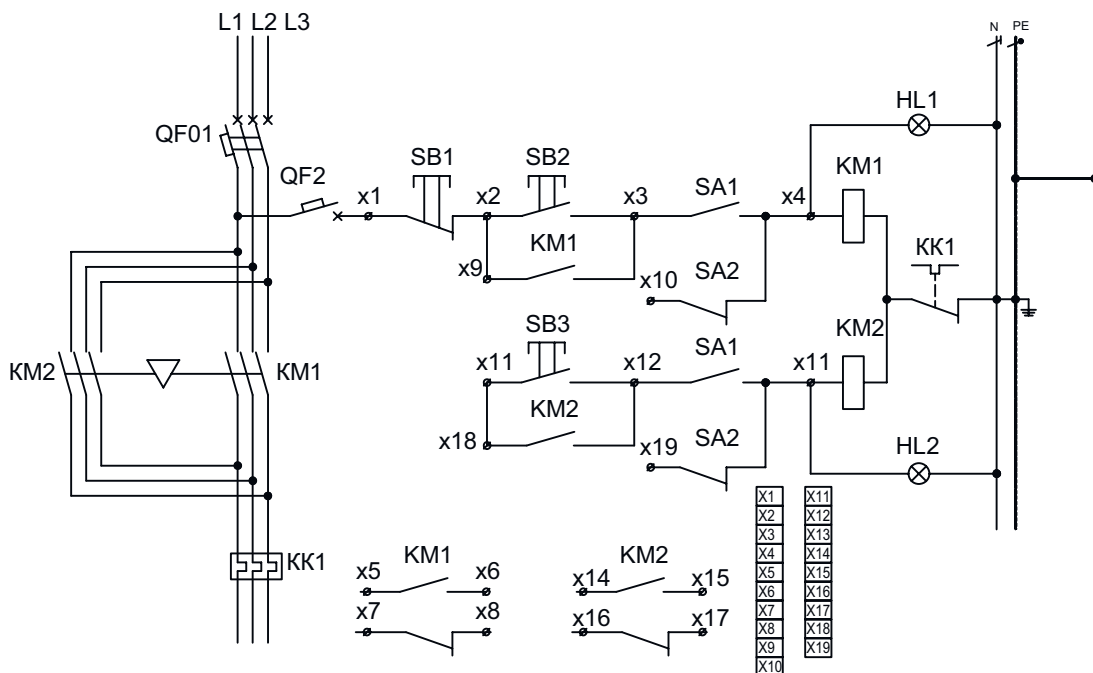 L1 L2 L3
N PE
HL1
QF01
SB1 SB2
KM1
QF2
SA1
x1 x2 x3 x4
KM1
KK1
x9
x10 SA2
SB3
KM2
x11 x12 SA1 x11
KM2 KM1
KM2
x18 x19 SA2
HL2
X1 X11
X2 X12
X3 X13
X4 X14
X5 X15
X6 X16
X7 X17
X8 X18
X9 X19
X10
KK1
KM1 KM2
x5 x6 x14 x15
x7 x8 x16 x17